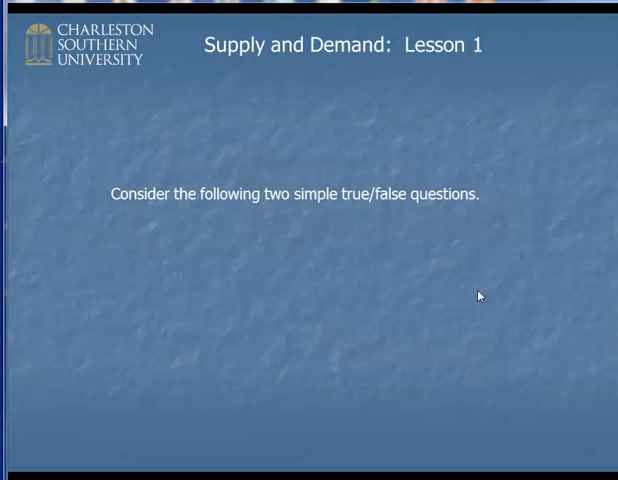 CHARLESTON
SOUTHERN
UNIVERSITY
Supply and Demand: Lesson 1
Consider the following two simple true/false questions.